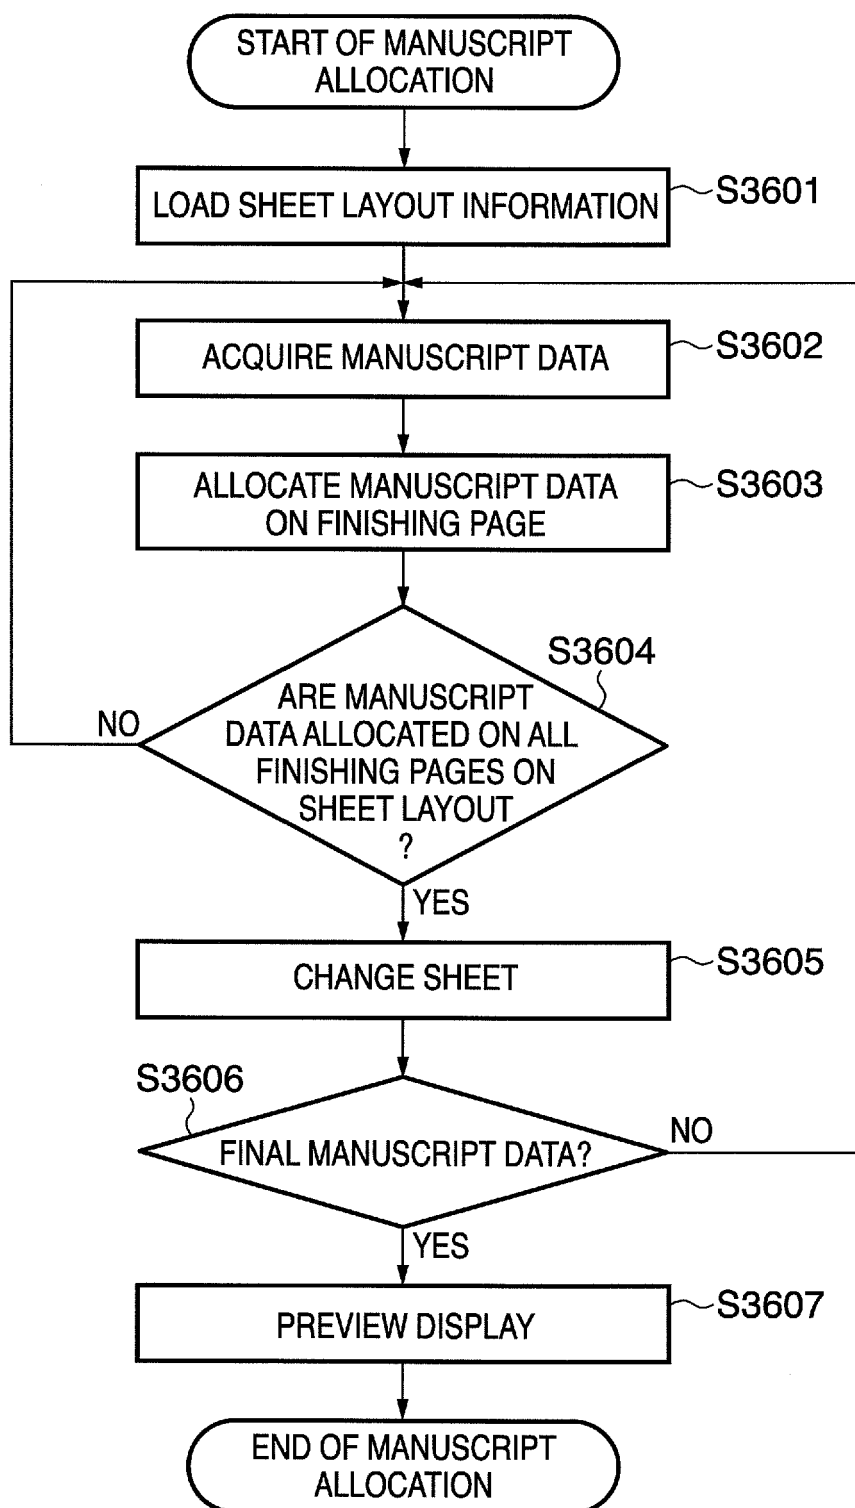 START OF MANUSCRIPT
ALLOCATION
LOAD SHEET LAYOUT INFORMATION
S3601
ACQUIRE MANUSCRIPT DATA
S3602
ALLOCATE MANUSCRIPT DATA
ON FINISHING PAGE
S3603
S3604
ARE MANUSCRIPT
DATA ALLOCATED ON ALL
FINISHING PAGES ON
SHEET LAYOUT
?
NO
YES
CHANGE SHEET
S3605
S3606
FINAL MANUSCRIPT DATA?
NO
YES
PREVIEW DISPLAY
S3607
END OF MANUSCRIPT
ALLOCATION